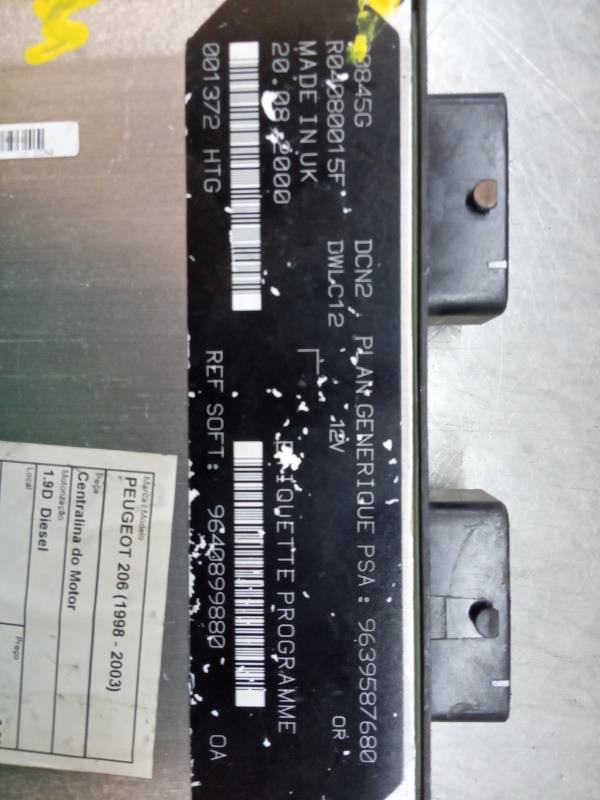 DCN2 PLAN GENERIQUE PSA: 9639587680
R04080015F DWLC12 12V OR
MADE IN UK
20.08.2000 ETIQUETTE PROGRAMME
001372 HTG REF SOFT: 9640899880 0A
Marca / Modelo
PEUGEOT 206 (1998 - 2003)
Peça
Centralina do Motor
Motorização
1.9D Diesel
Local
Preço